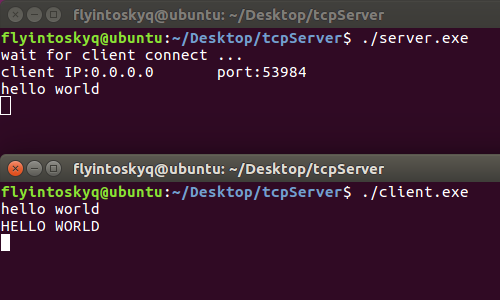 flyintoskyq@ubuntu: ~/Desktop/tcpServer
flyintoskyq@ubuntu:~/Desktop/tcpServer$ ./server.exe
wait for client connect ...
client IP:0.0.0.0 port:53984
hello world
flyintoskyq@ubuntu: ~/Desktop/tcpServer
flyintoskyq@ubuntu:~/Desktop/tcpServer$ ./client.exe
hello world
HELLO WORLD